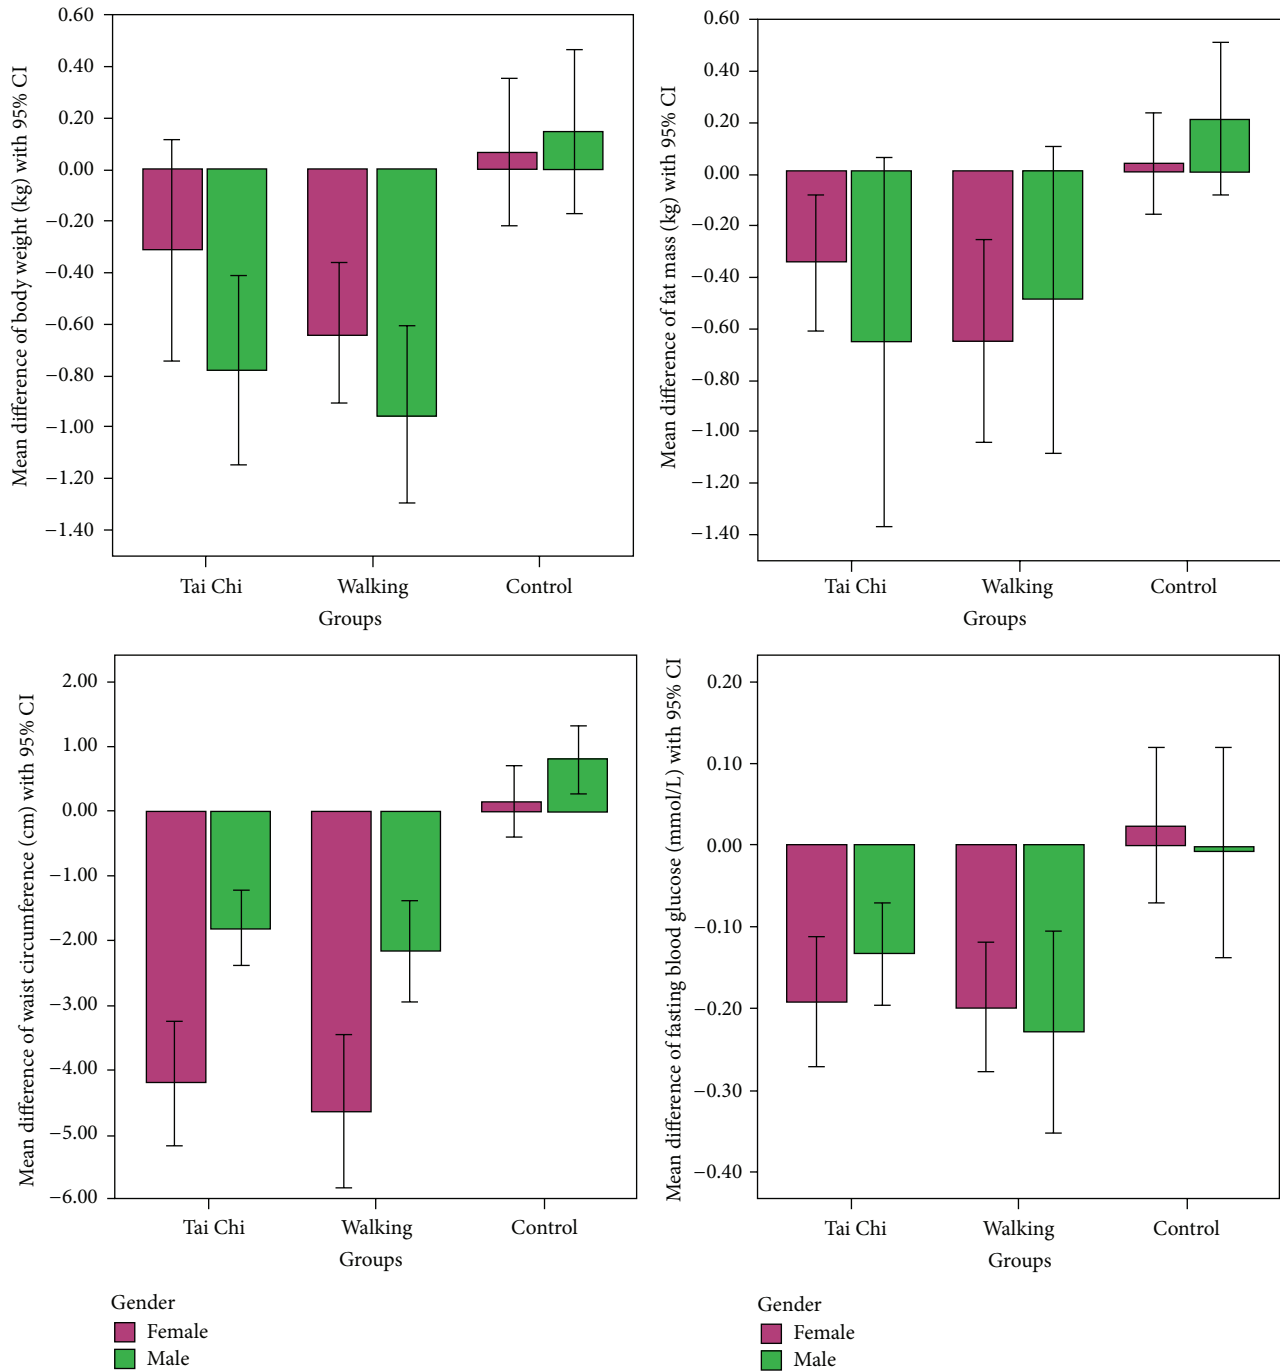 Mean difference of body weight (kg) with 95% CI
0.60
0.40
0.20
0.00
−0.20
−0.40
−0.60
−0.80
−1.00
−1.20
−1.40
Tai Chi
Walking
Control
Groups
Mean difference of fat mass (kg) with 95% CI
0.60
0.40
0.20
0.00
−0.20
−0.40
−0.60
−0.80
−1.00
−1.20
−1.40
Tai Chi
Walking
Control
Groups
Mean difference of waist circumference (cm) with 95% CI
2.00
1.00
0.00
−1.00
−2.00
−3.00
−4.00
−5.00
−6.00
Tai Chi
Walking
Control
Groups
Gender
Female
Male
Mean difference of fasting blood glucose (mmol/L) with 95% CI
0.20
0.10
0.00
−0.10
−0.20
−0.30
−0.40
Tai Chi
Walking
Control
Groups
Gender
Female
Male